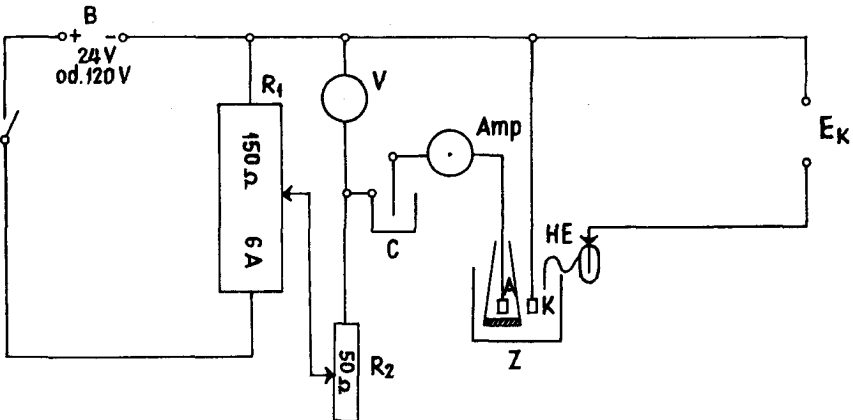 B
+ -
24V
od.120V
R1
150Ω 6A
V
Amp
EK
C
HE
A
K
Z
50Ω
R2